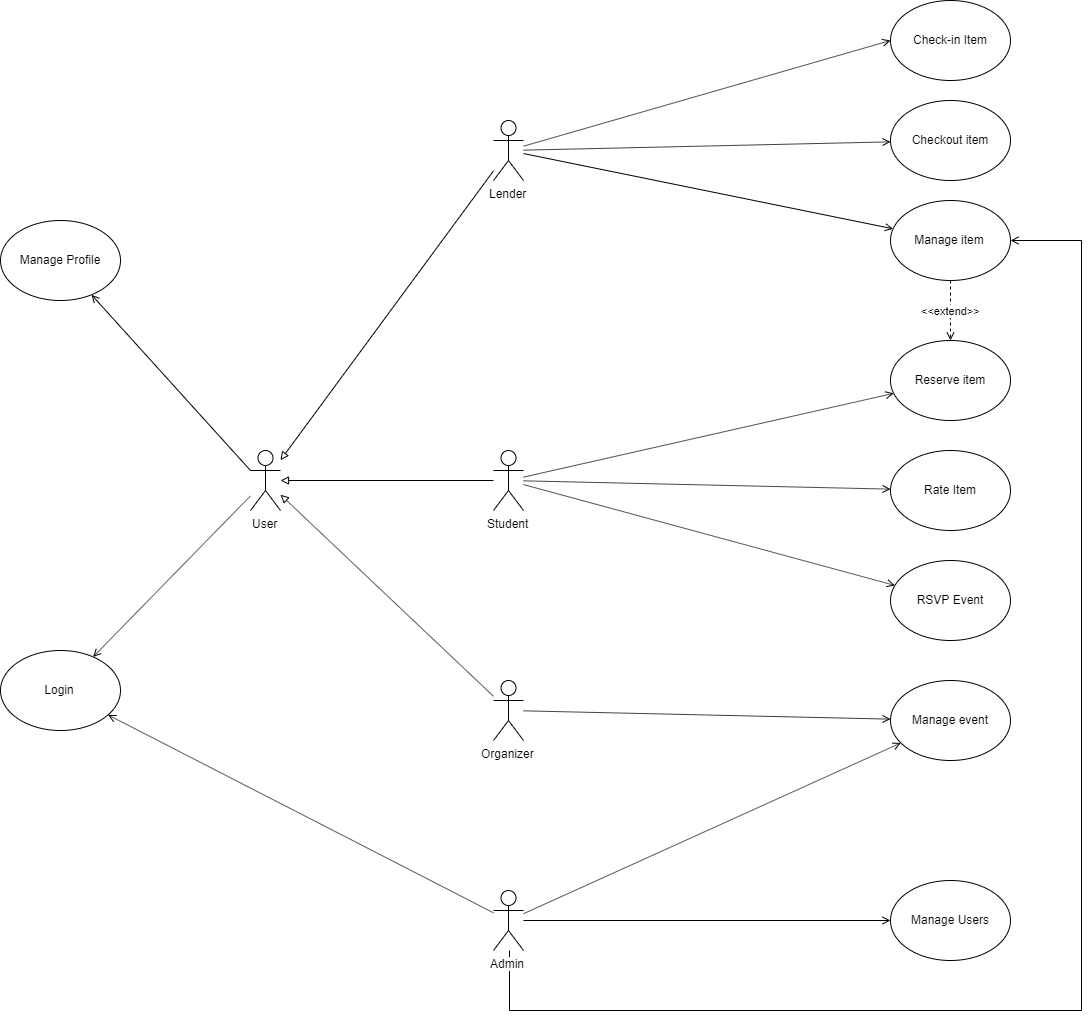 Check-in Item
Checkout item
Lender
Manage item
Manage Profile
<<extend>>
Reserve item
Rate Item
User
Student
RSVP Event
Login
Manage event
Organizer
Manage Users
Admin